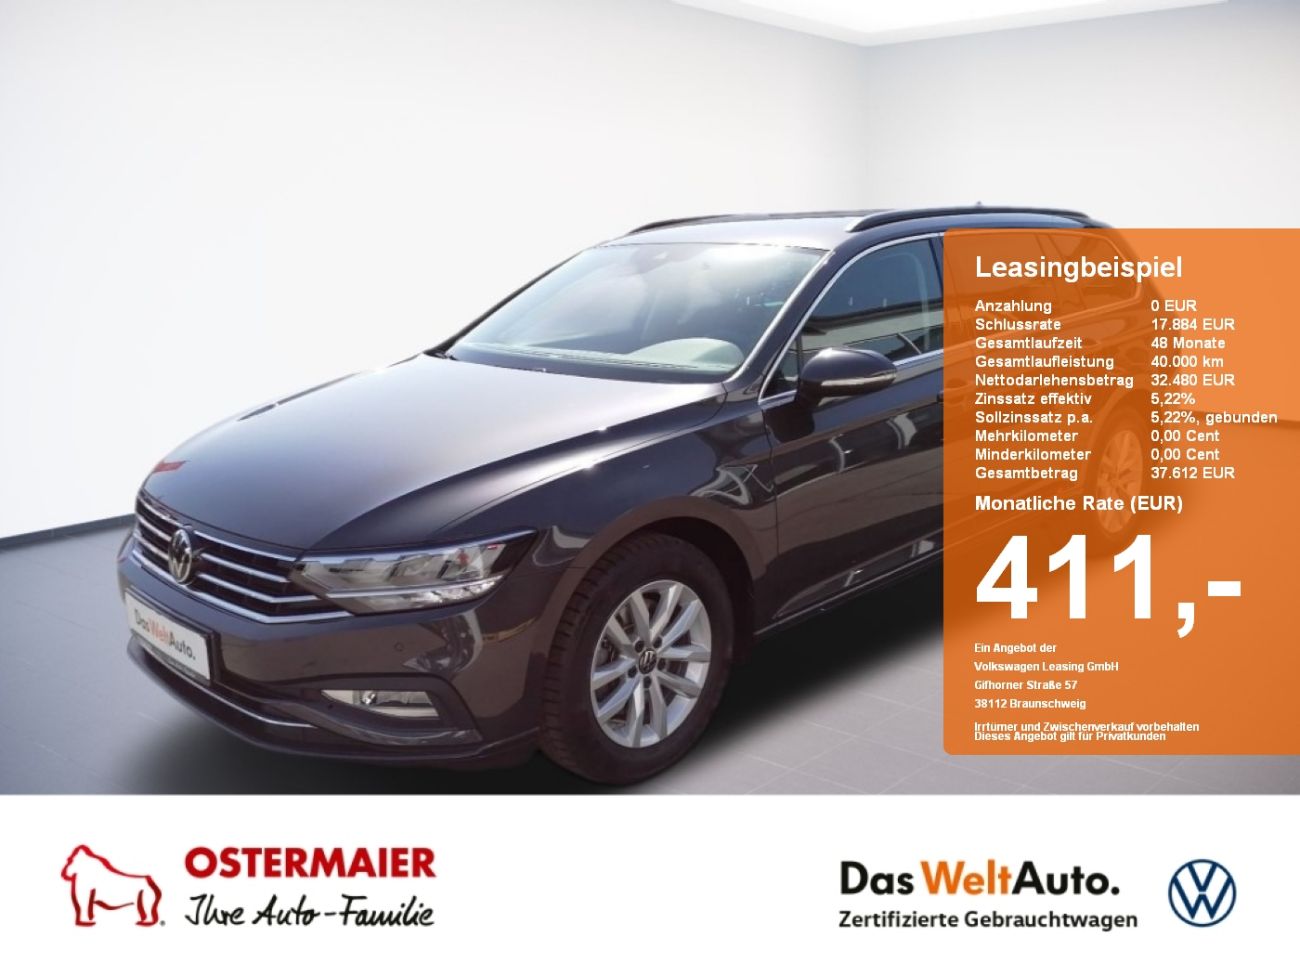 Leasingbeispiel
Anzahlung 0 EUR
Schlussrate 17.884 EUR
Gesamtlaufzeit 48 Monate
Gesamtlaufleistung 40.000 km
Nettodarlehensbetrag 32.480 EUR
Zinssatz effektiv 5,22%
Sollzinssatz p.a. 5,22%, gebunden
Mehrkilometer 0,00 Cent
Minderkilometer 0,00 Cent
Gesamtbetrag 37.612 EUR
Monatliche Rate (EUR)
411,-
Ein Angebot der
Volkswagen Leasing GmbH
Gifhorner Straße 57
38112 Braunschweig
Irrtümer und Zwischenverkauf vorbehalten
Dieses Angebot gilt für Privatkunden
Das WeltAuto.
OSTERMAIER
Ihre Auto-Familie
Das WeltAuto.
Zertifizierte Gebrauchtwagen